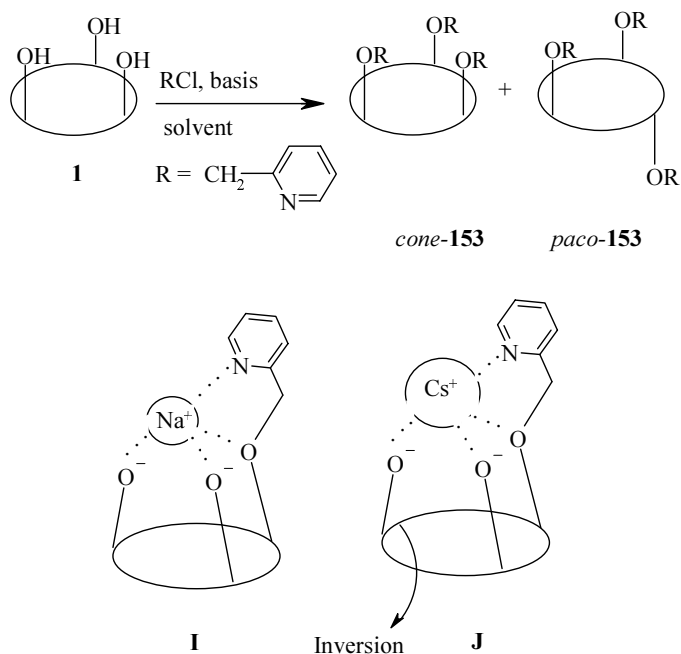 OH OH OH
RCl, basis
solvent
R = CH2 N
1
OR OR OR
+
OR OR OR
cone-153 paco-153
N
Na+
O− O− O
I
N
Cs+
O− O− O
Inversion
J